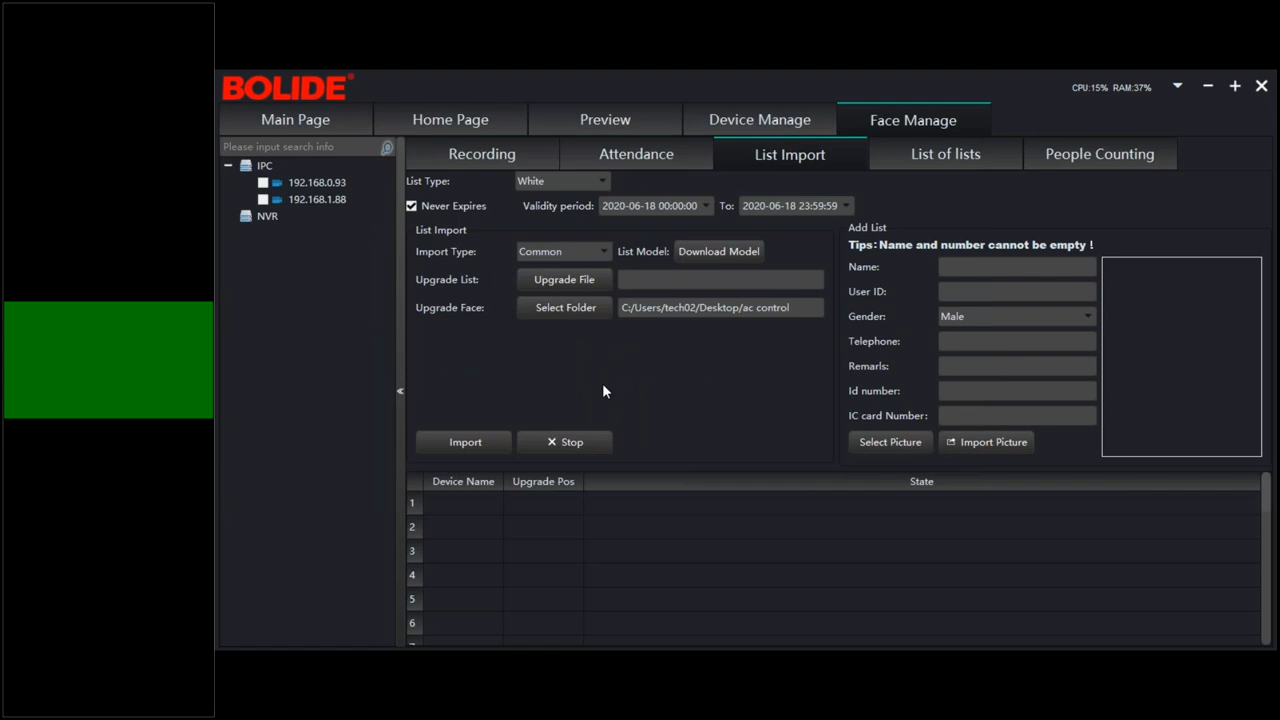 BOLIDE®
CPU:15% RAM:37%
Main Page
Home Page
Preview
Device Manage
Face Manage
Please input search info
IPC
192.168.0.93
192.168.1.88
NVR
Recording
Attendance
List Import
List of lists
People Counting
List Type: White
Never Expires Validity period: 2020-06-18 00:00:00 To: 2020-06-18 23:59:59
List Import
Import Type: Common List Model: Download Model
Upgrade List: Upgrade File
Upgrade Face: Select Folder C:/Users/tech02/Desktop/ac control
Import Stop
Add List
Tips: Name and number cannot be empty !
Name:
User ID:
Gender: Male
Telephone:
Remarls:
Id number:
IC card Number:
Select Picture Import Picture
Device Name Upgrade Pos State
1
2
3
4
5
6